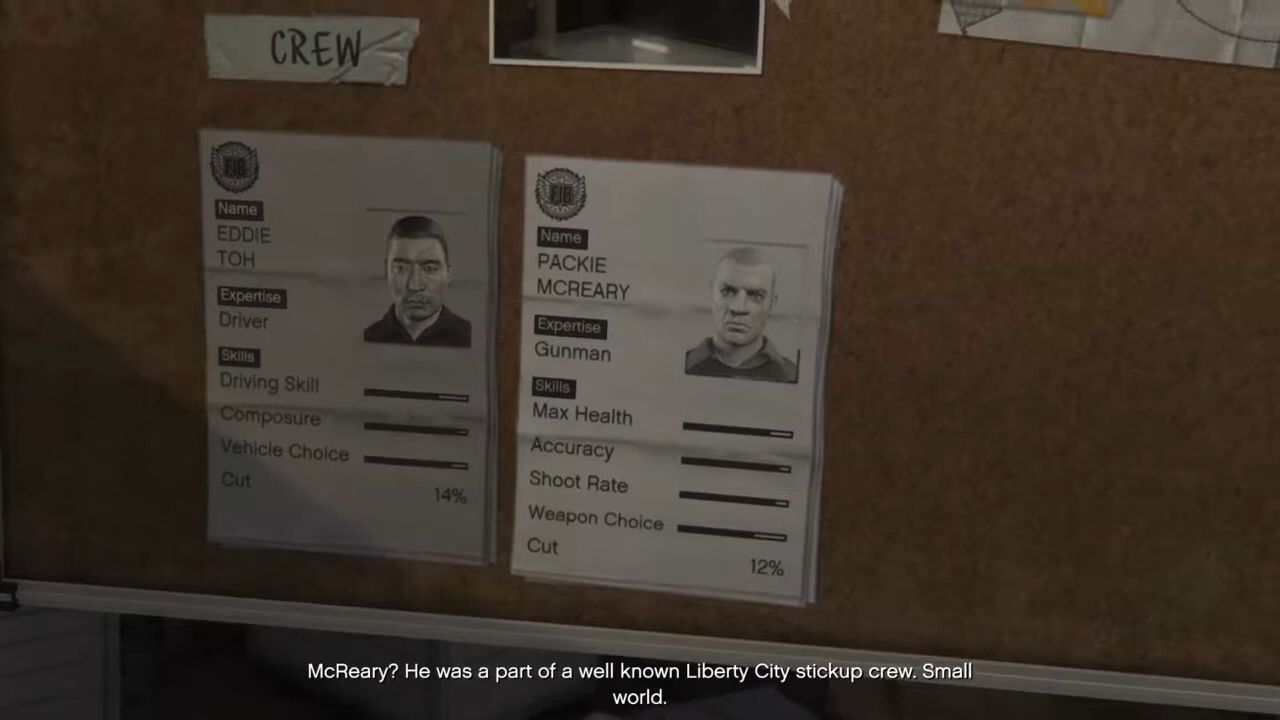 CREW
FIB
Name
EDDIE
TOH
Expertise
Driver
Skills
Driving Skill
Composure
Vehicle Choice
Cut
14%
FIB
Name
PACKIE
MCREARY
Expertise
Gunman
Skills
Max Health
Accuracy
Shoot Rate
Weapon Choice
Cut
12%
McReary? He was a part of a well known Liberty City stickup crew. Small
world.